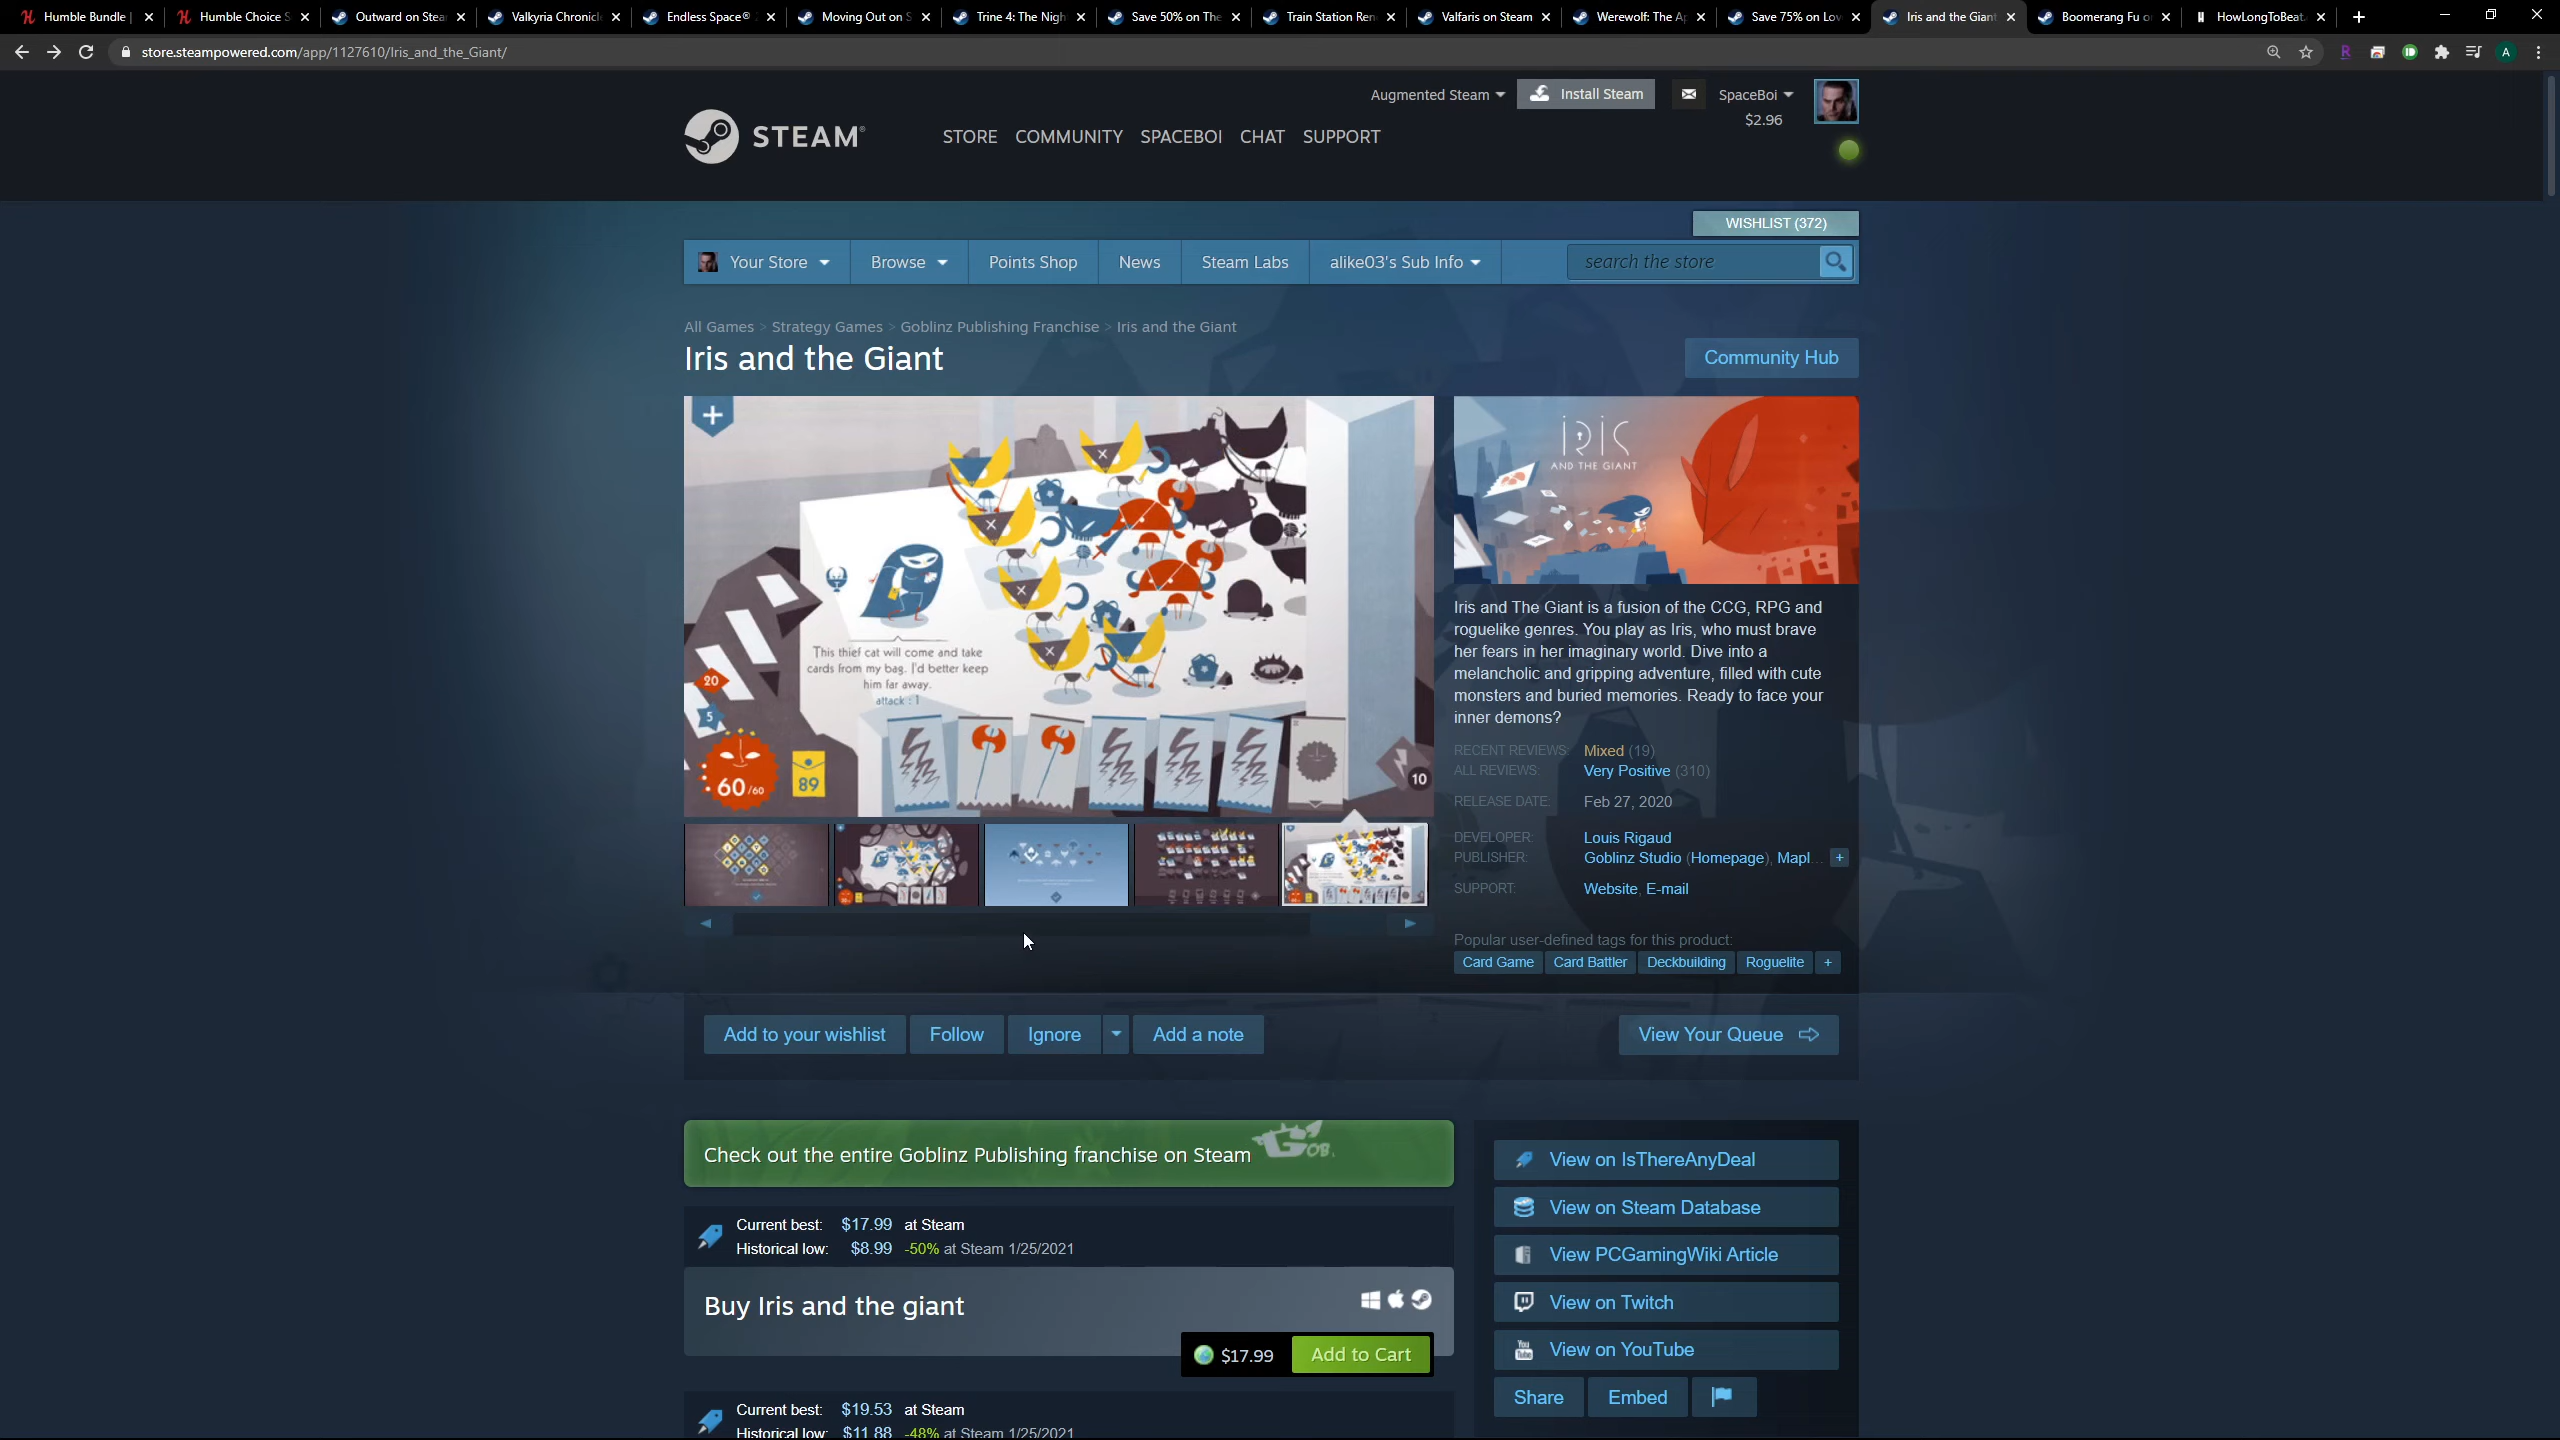 Humble Bundle |
Humble Choice S
Outward on Stea
Valkyria Chronicl
Endless Space®
Moving Out on S
Trine 4: The Nigh
Save 50% on The
Train Station Ren
Valfaris on Steam
Werewolf: The Ap
Save 75% on Lov
Iris and the Giant
Boomerang Fu o
HowLongToBeat.
store.steampowered.com/app/1127610/Iris_and_the_Giant/
A
Augmented Steam
Install Steam
SpaceBoi
$2.96
STEAM®
STORE
COMMUNITY
SPACEBOI
CHAT
SUPPORT
WISHLIST (372)
Your Store
Browse
Points Shop
News
Steam Labs
alike03's Sub Info
search the store
All Games > Strategy Games > Goblinz Publishing Franchise > Iris and the Giant
Iris and the Giant
Community Hub
This thief cat will come and take
cards from my bag. I'd better keep
him far away.
attack : 1
20
5
60/60
89
10
IRIS
AND THE GIANT
Iris and The Giant is a fusion of the CCG, RPG and
roguelike genres. You play as Iris, who must brave
her fears in her imaginary world. Dive into a
melancholic and gripping adventure, filled with cute
monsters and buried memories. Ready to face your
inner demons?
RECENT REVIEWS: Mixed (19)
ALL REVIEWS: Very Positive (310)
RELEASE DATE: Feb 27, 2020
DEVELOPER: Louis Rigaud
PUBLISHER: Goblinz Studio (Homepage), Mapl... +
SUPPORT: Website, E-mail
Popular user-defined tags for this product:
Card Game
Card Battler
Deckbuilding
Roguelite
+
Add to your wishlist
Follow
Ignore
Add a note
View Your Queue
Check out the entire Goblinz Publishing franchise on Steam
GOB.
Current best: $17.99 at Steam
Historical low: $8.99 -50% at Steam 1/25/2021
Buy Iris and the giant
$17.99
Add to Cart
Current best: $19.53 at Steam
Historical low: $11.88 -48% at Steam 1/25/2021
View on IsThereAnyDeal
View on Steam Database
View PCGamingWiki Article
View on Twitch
View on YouTube
Share
Embed